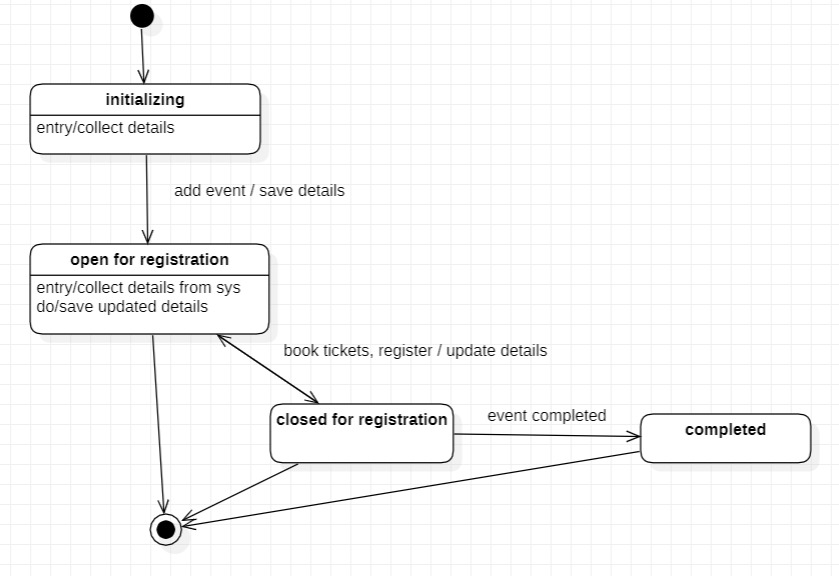 initializing
entry/collect details
add event / save details
open for registration
entry/collect details from sys
do/save updated details
book tickets, register / update details
closed for registration
event completed
completed